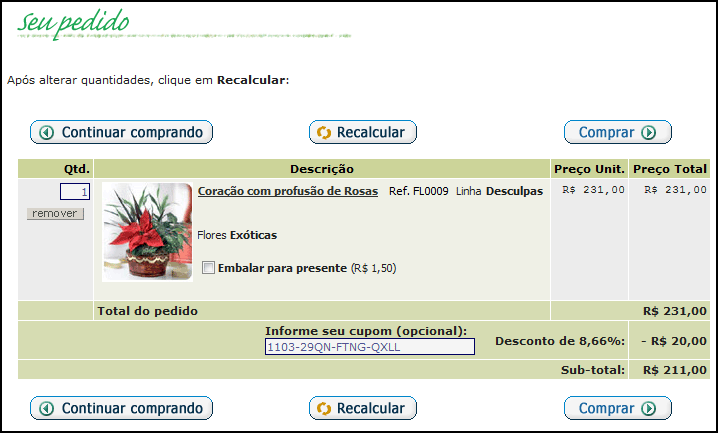 seu pedido
Após alterar quantidades, clique em Recalcular:
Continuar comprando Recalcular Comprar
Qtd. Descrição Preço Unit. Preço Total
1 Coração com profusão de Rosas Ref. FL0009 Linha Desculpas R$ 231,00 R$ 231,00
remover
Flores Exóticas
Embalar para presente (R$ 1,50)
Total do pedido R$ 231,00
Informe seu cupom (opcional):
1103-29QN-FTNG-QXLL Desconto de 8,66%: - R$ 20,00
Sub-total: R$ 211,00
Continuar comprando Recalcular Comprar